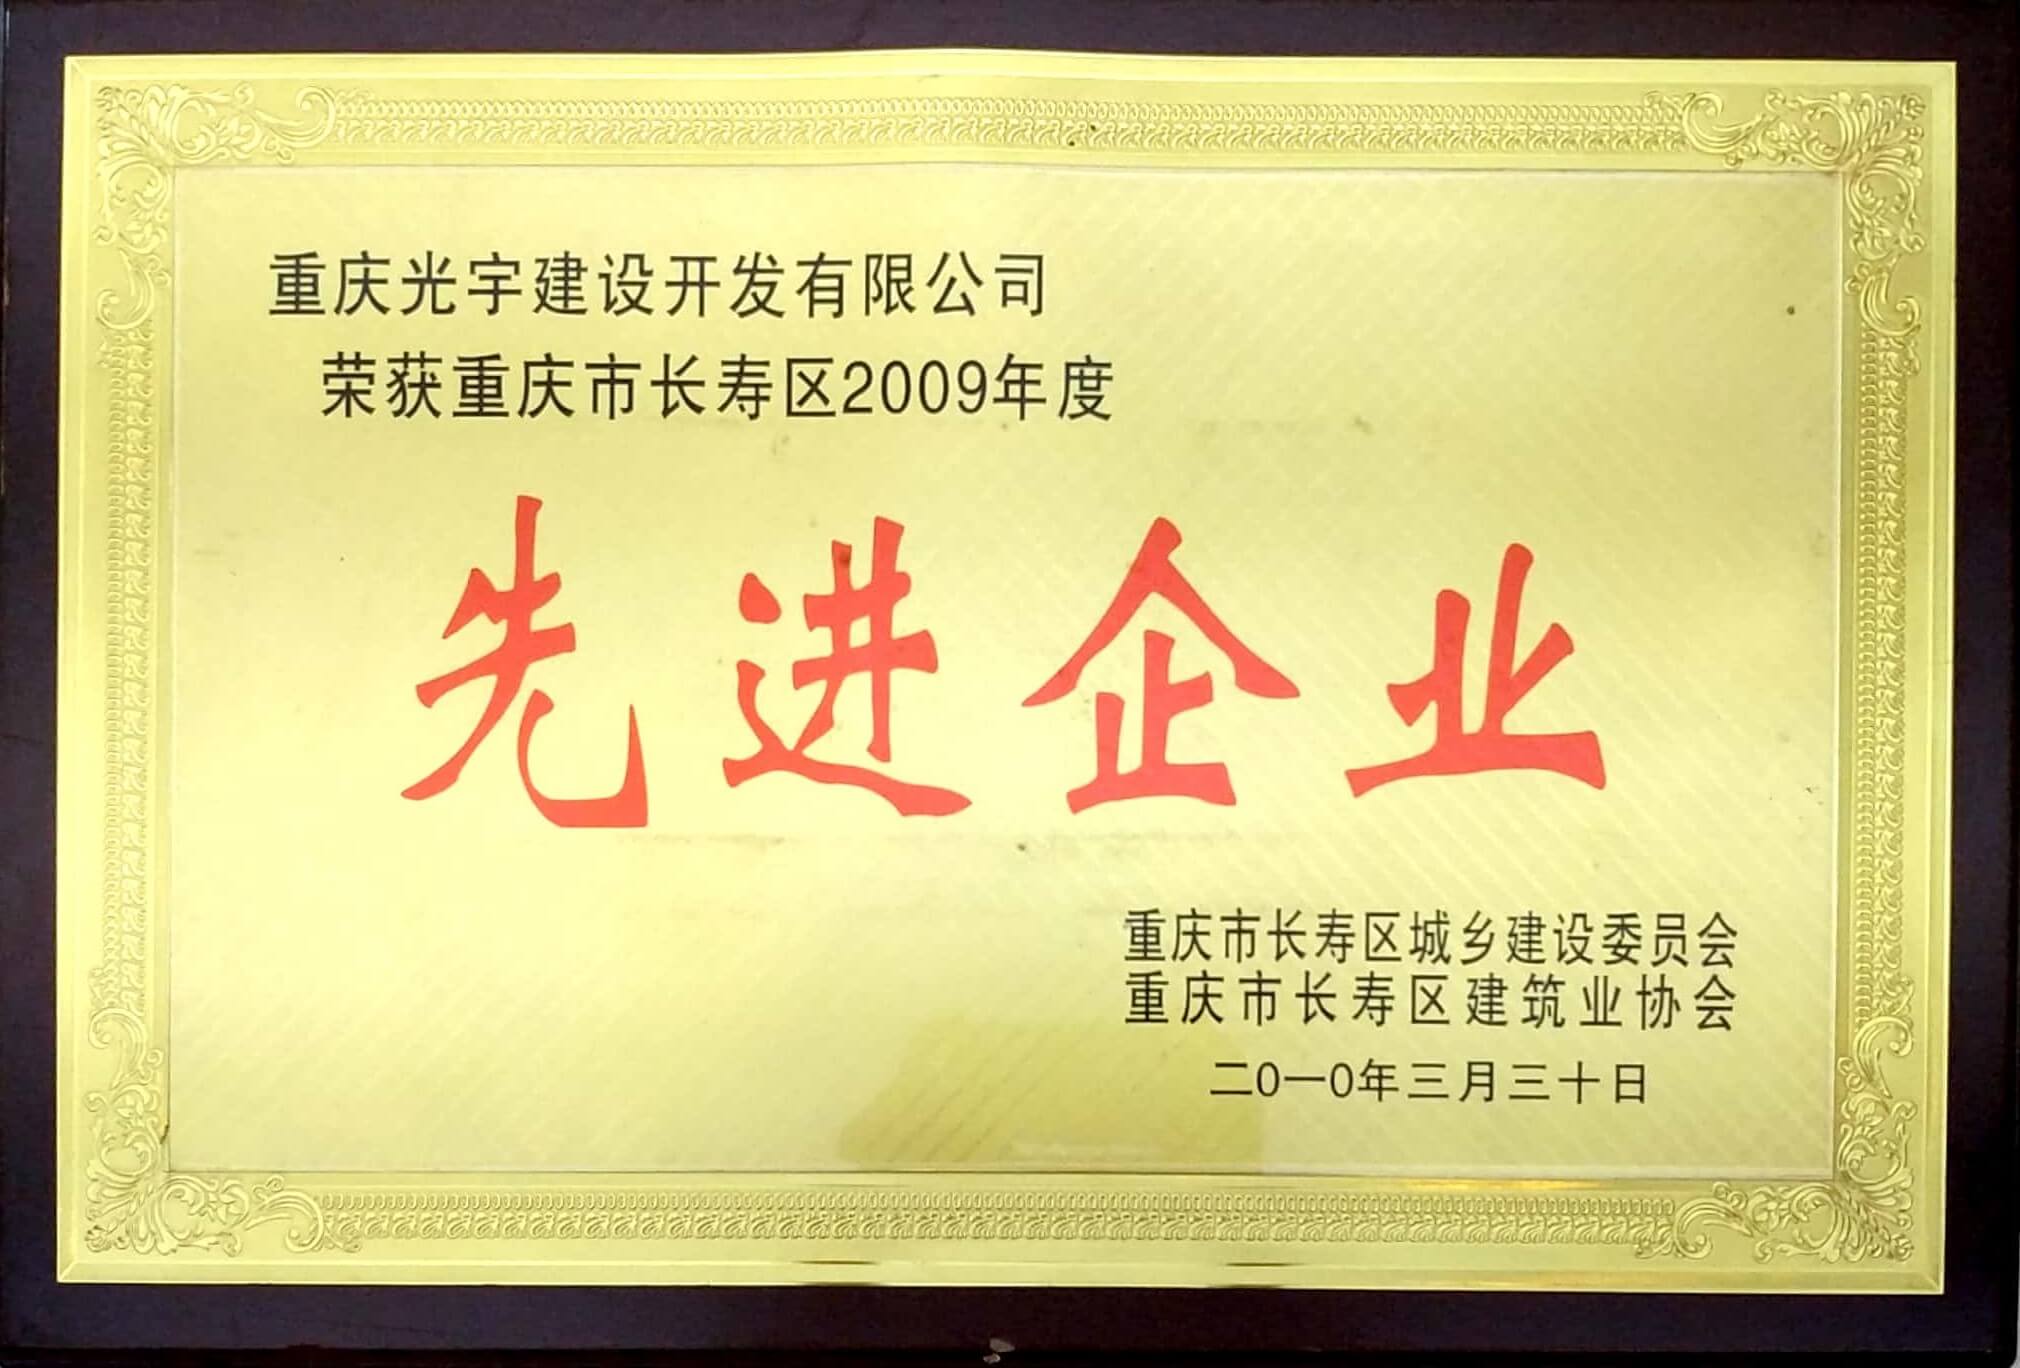 重庆光宇建设开发有限公司
荣获重庆市长寿区2009年度
先进企业
重庆市长寿区城乡建设委员会
重庆市长寿区建筑业协会
二0一0年三月三十日